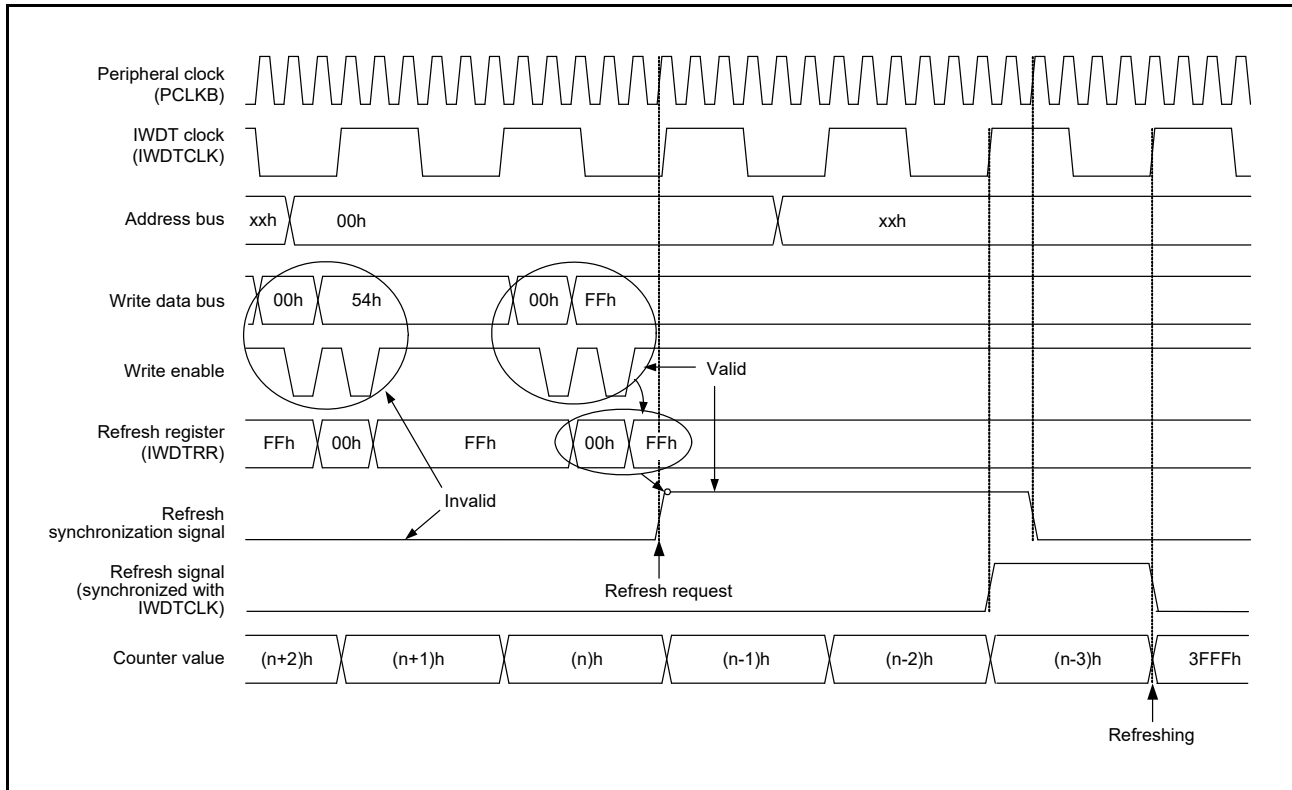 Peripheral clock
(PCLKB)
IWDT clock
(IWDTCLK)
Address bus
xxh
00h
xxh
Write data bus
00h
54h
00h
FFh
Write enable
Valid
Refresh register
(IWDTRR)
FFh
00h
FFh
00h
FFh
Invalid
Refresh
synchronization signal
Refresh request
Refresh signal
(synchronized with
IWDTCLK)
Counter value
(n+2)h
(n+1)h
(n)h
(n-1)h
(n-2)h
(n-3)h
3FFFh
Refreshing